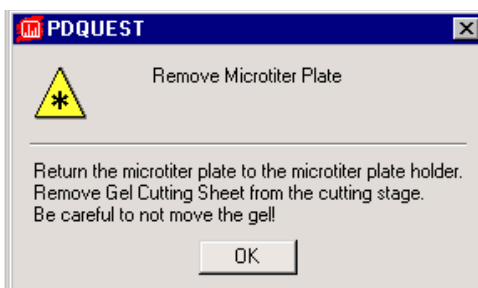 PDQUEST
Remove Microtiter Plate
Return the microtiter plate to the microtiter plate holder.
Remove Gel Cutting Sheet from the cutting stage.
Be careful to not move the gel!
OK